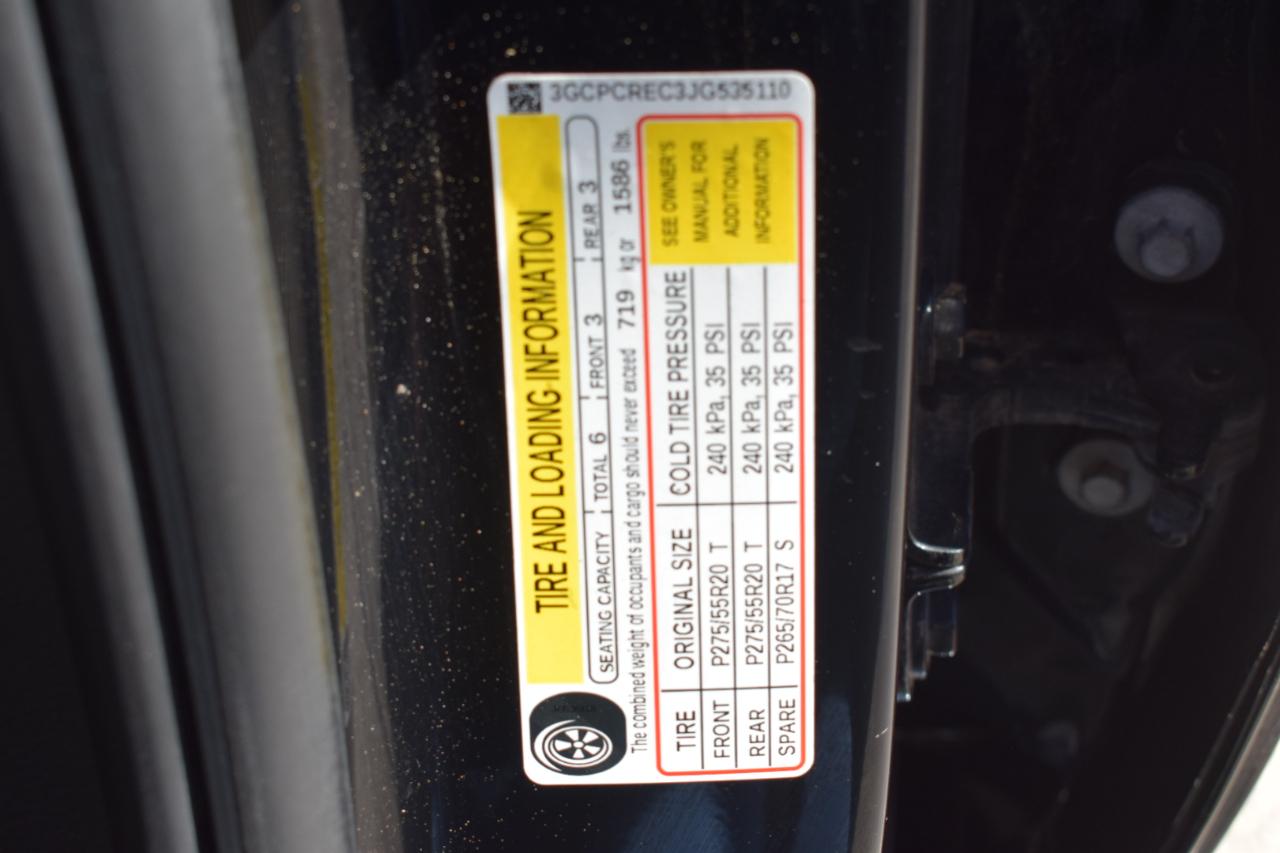 3GCPCREC3JG535110
TIRE AND LOADING INFORMATION
SEATING CAPACITY TOTAL 6 FRONT 3 REAR 3
The combined weight of occupants and cargo should never exceed 719 kg or 1586 lbs.
TIRE ORIGINAL SIZE COLD TIRE PRESSURE
FRONT P275/55R20 T 240 kPa, 35 PSI
REAR P275/55R20 T 240 kPa, 35 PSI
SPARE P265/70R17 S 240 kPa, 35 PSI
SEE OWNER'S
MANUAL FOR
ADDITIONAL
INFORMATION